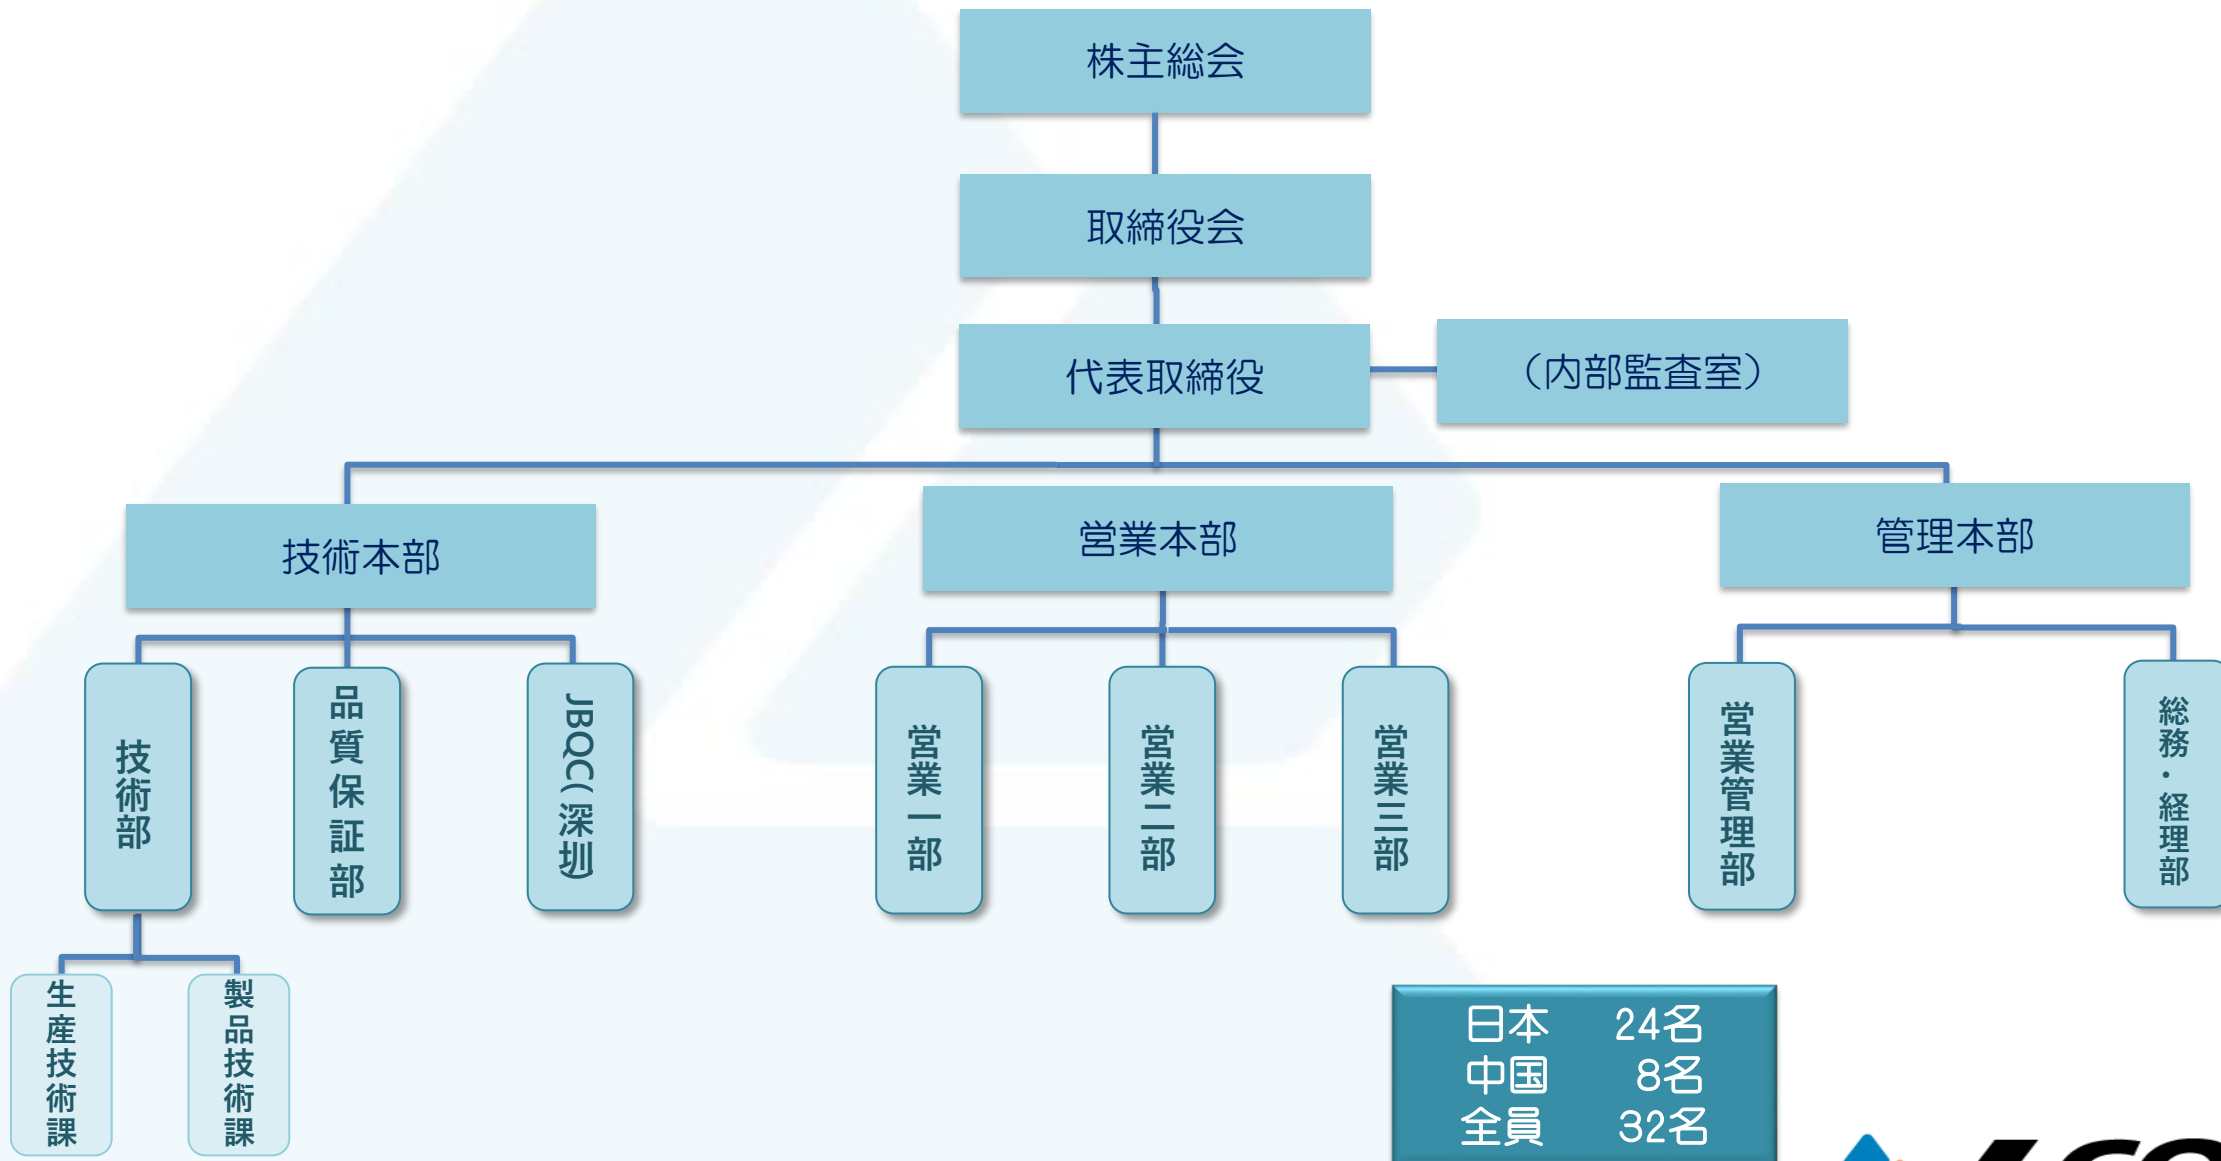 株主総会
取締役会
代表取締役
（内部監査室）
技術本部
営業本部
管理本部
技術部
品質保証部
JBQC(深圳)
営業一部
営業二部
営業三部
営業管理部
総務・経理部
生産技術課
製品技術課
日本 24名
中国 8名
全員 32名